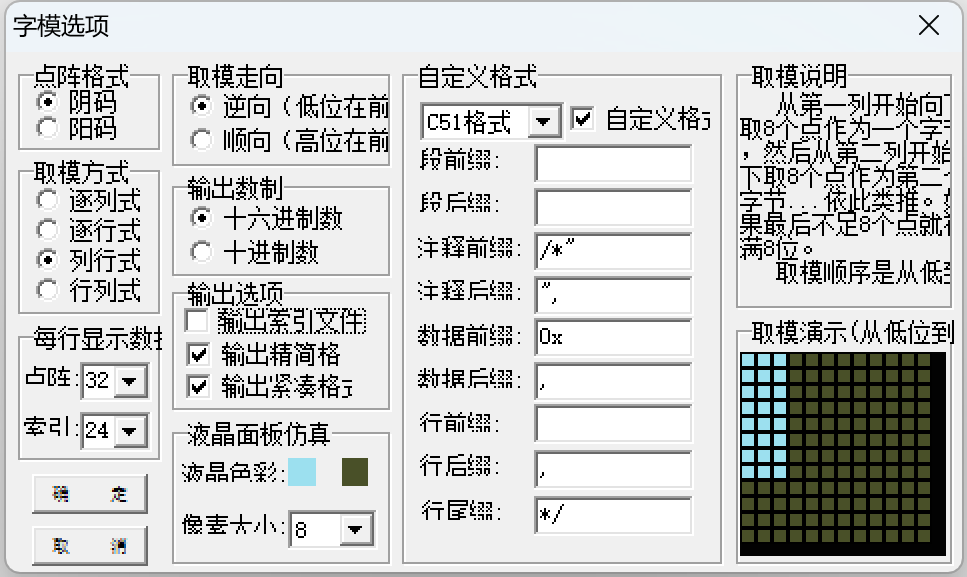 字模选项
点阵格式
阴码
阳码
取模方式
逐列式
逐行式
列行式
行列式
每行显示数
点阵:
32
索引:
24
确 定
取 消
取模走向
逆向(低位在前
顺向(高位在前
输出数制
十六进制数
十进制数
输出选项
输出索引文件
输出精简格
输出紧凑格
液晶面板仿真
液晶色彩:
像素大小:
8
自定义格式
C51格式
自定义格
段前缀:
段后缀:
注释前缀:
/*"
注释后缀:
",
数据前缀:
0x
数据后缀:
,
行前缀:
行后缀:
,
行尾缀:
*/
取模说明
从第一列开始向下
取8个点作为一个字
,然后从第二列开始
下取8个点作为第二
字节...依此类推。如
果最后不足8个点就
满8位。
取模顺序是从低
取模演示(从低位到